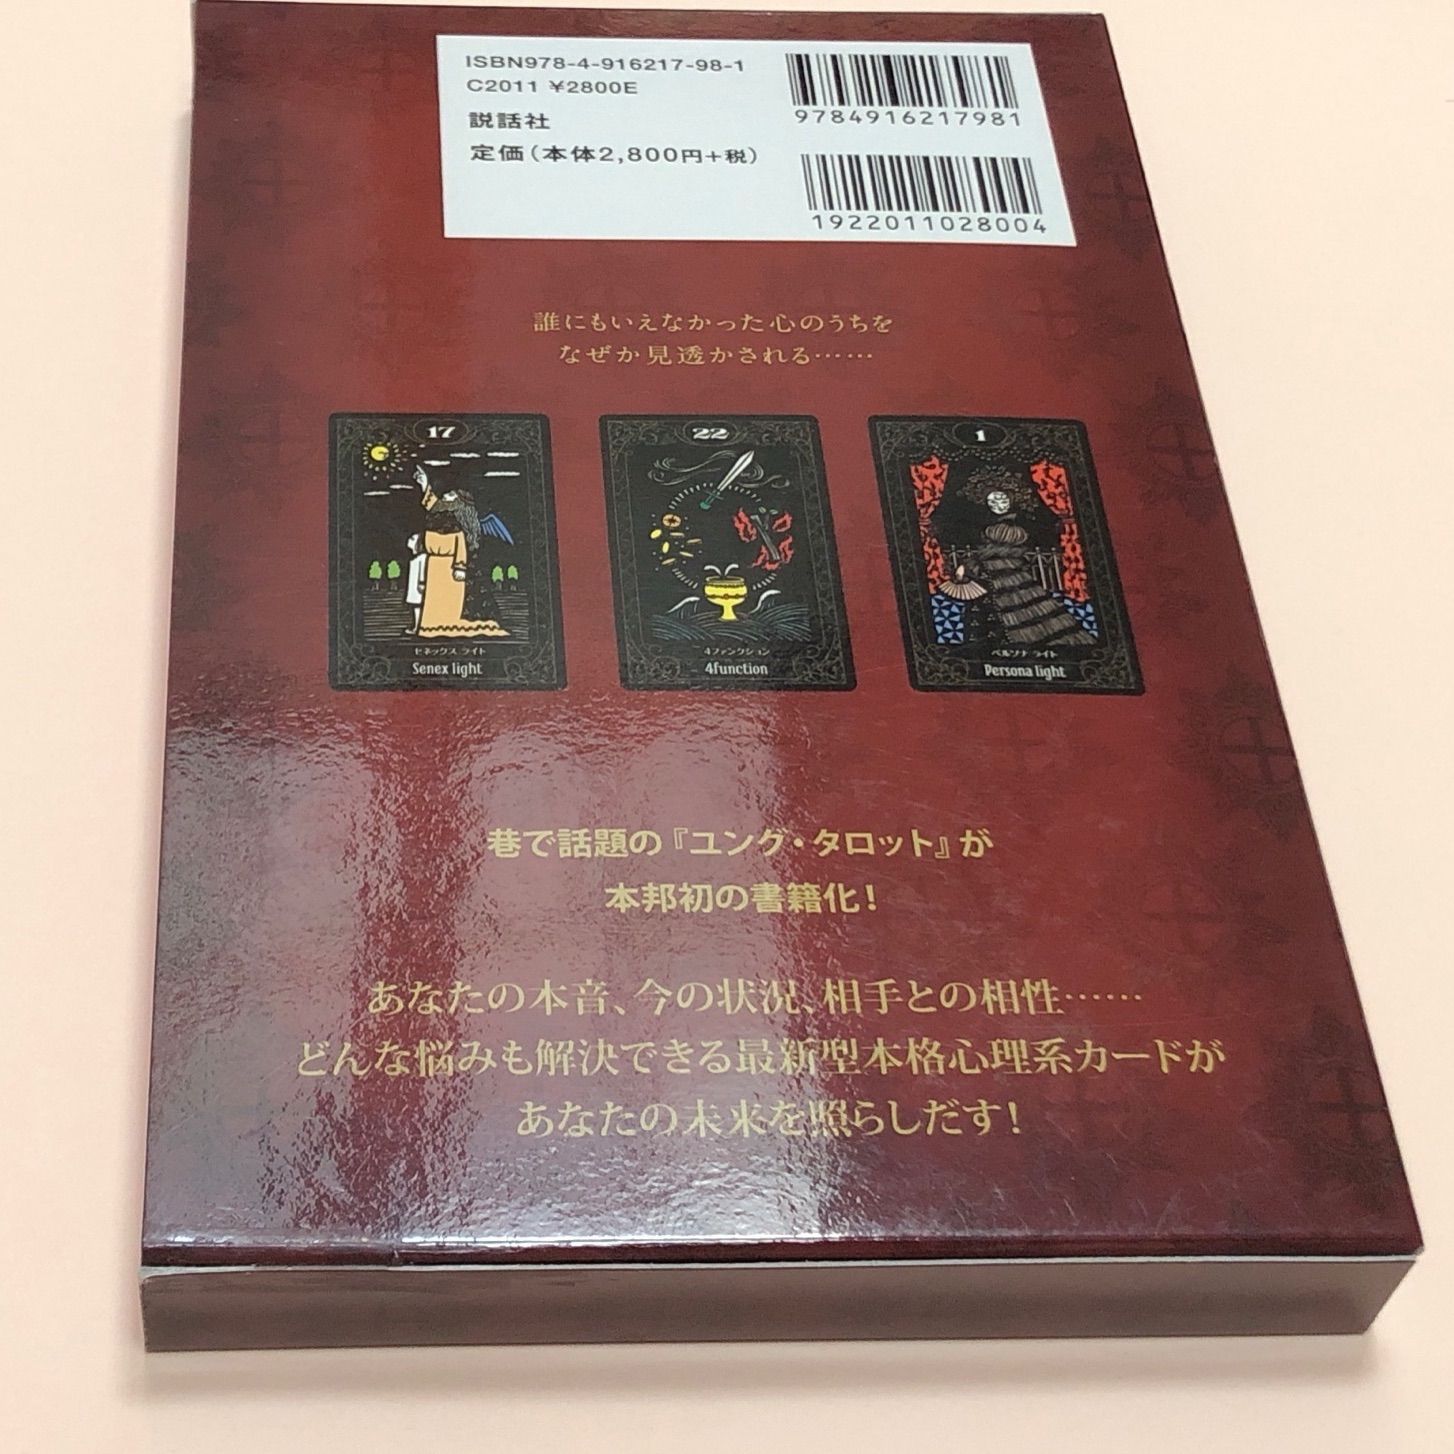 ISBN978-4-916217-98-1
C2011 ¥2800E
説話社
定価(本体2,800円+税)
9784916217981
1922011028004
誰にもいえなかった心のうちを
なぜか見透かされる……
17
セネックス ライト
Senex light
22
4ファンクション
4function
1
ペルソナ ライト
Persona light
巷で話題の『ユング・タロット』が
本邦初の書籍化!
あなたの本音、今の状況、相手との相性……
どんな悩みも解決できる最新型本格心理系カードが
あなたの未来を照らしだす!